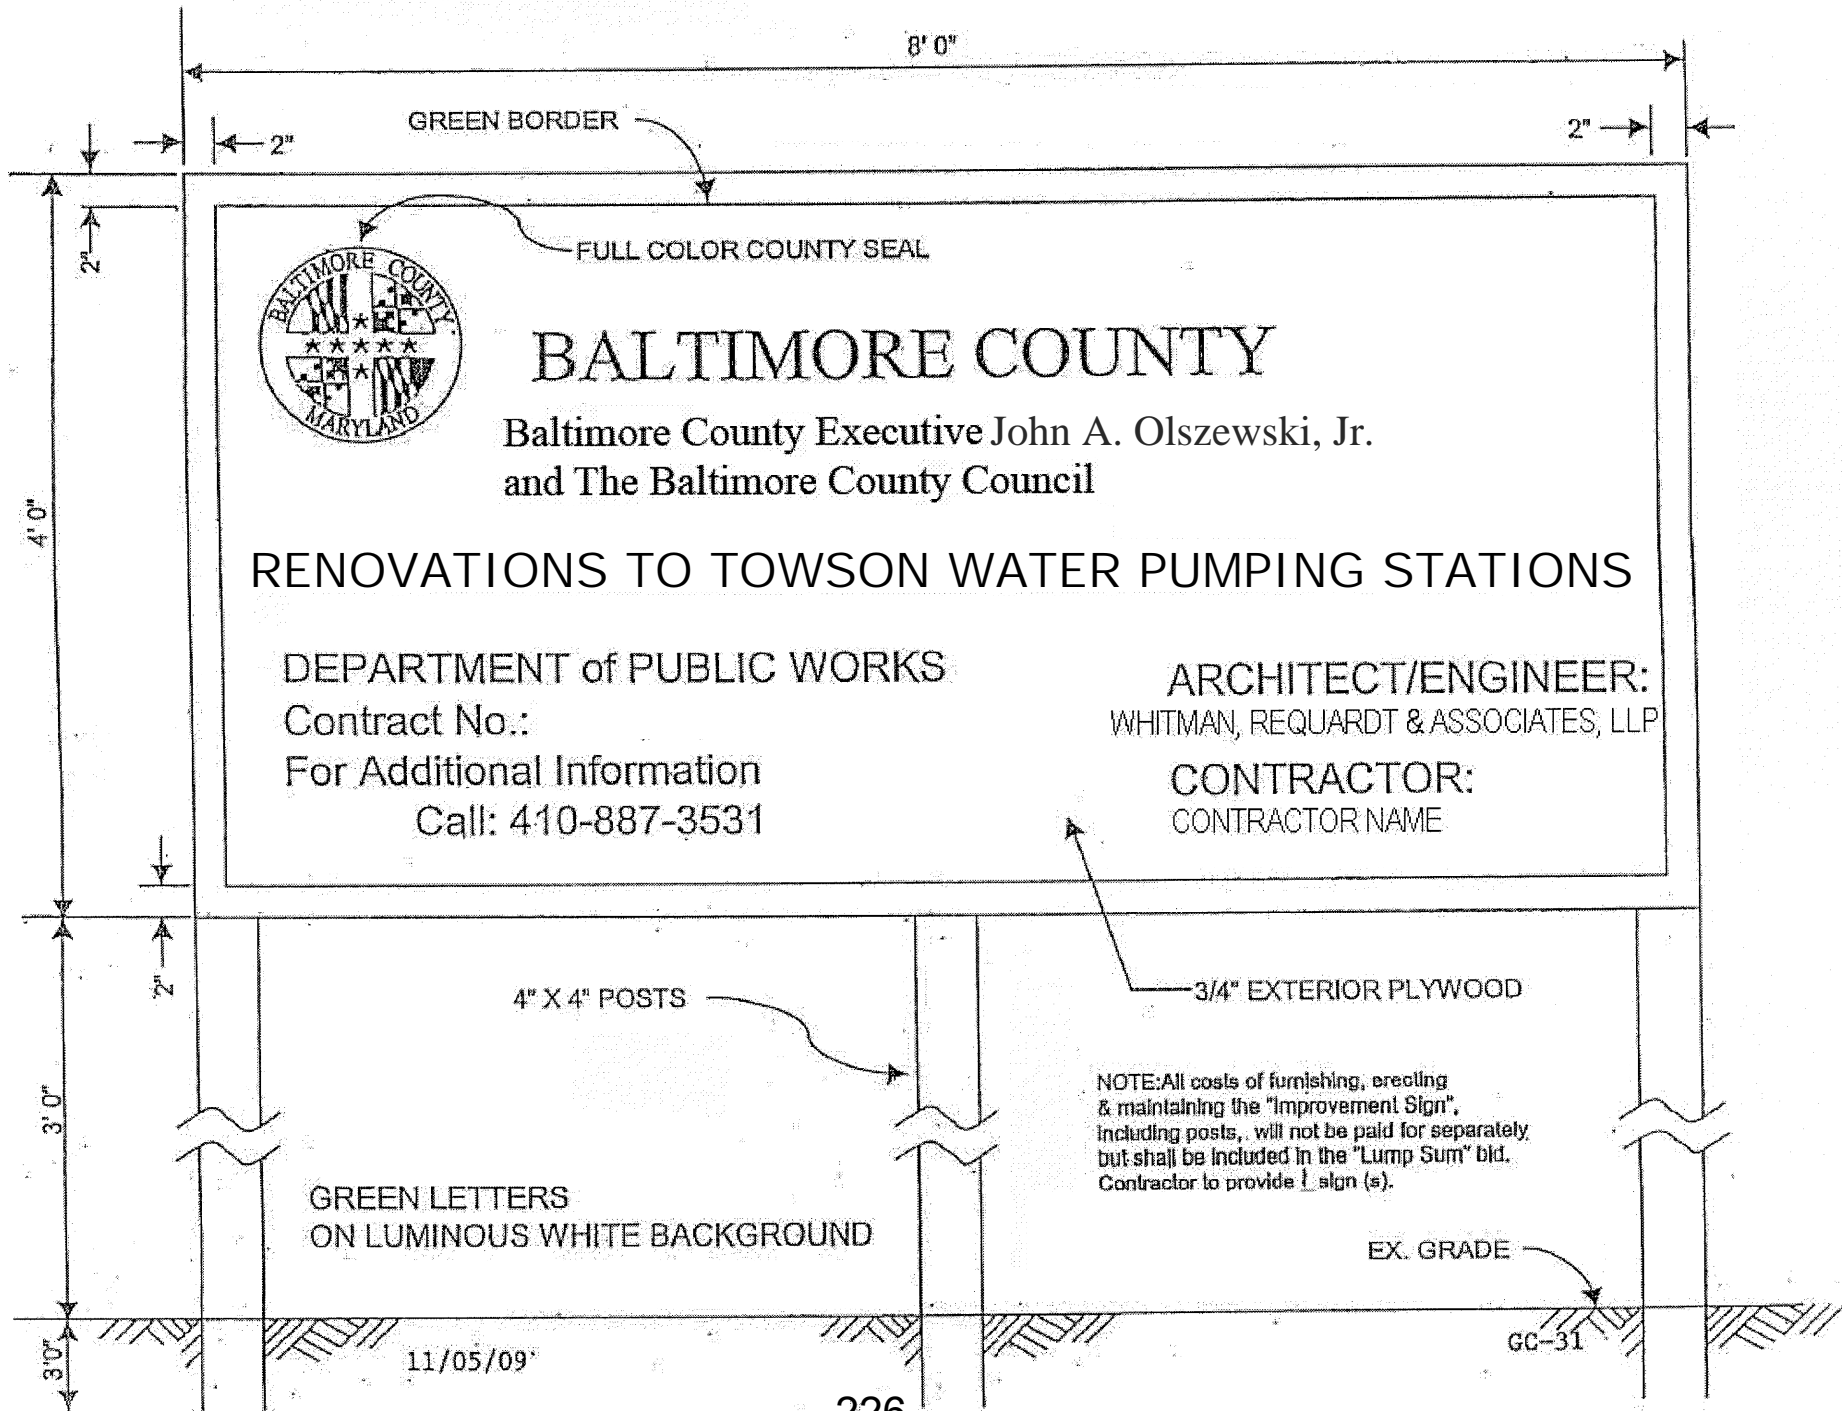 8' 0"
GREEN BORDER
2"
2"
2"
FULL COLOR COUNTY SEAL
BALTIMORE COUNTY
MARYLAND
BALTIMORE COUNTY
Baltimore County Executive John A. Olszewski, Jr.
and The Baltimore County Council
4' 0"
RENOVATIONS TO TOWSON WATER PUMPING STATIONS
DEPARTMENT of PUBLIC WORKS
Contract No.:
For Additional Information
Call: 410-887-3531
ARCHITECT/ENGINEER:
WHITMAN, REQUARDT & ASSOCIATES, LLP
CONTRACTOR:
CONTRACTOR NAME
2"
4" X 4" POSTS
3/4" EXTERIOR PLYWOOD
3' 0"
NOTE:All costs of furnishing, erecting
& maintaining the "Improvement Sign",
including posts, will not be paid for separately
but shall be included in the "Lump Sum" bid.
Contractor to provide 1 sign (s).
GREEN LETTERS
ON LUMINOUS WHITE BACKGROUND
EX. GRADE
3'0"
11/05/09
GC-31
226